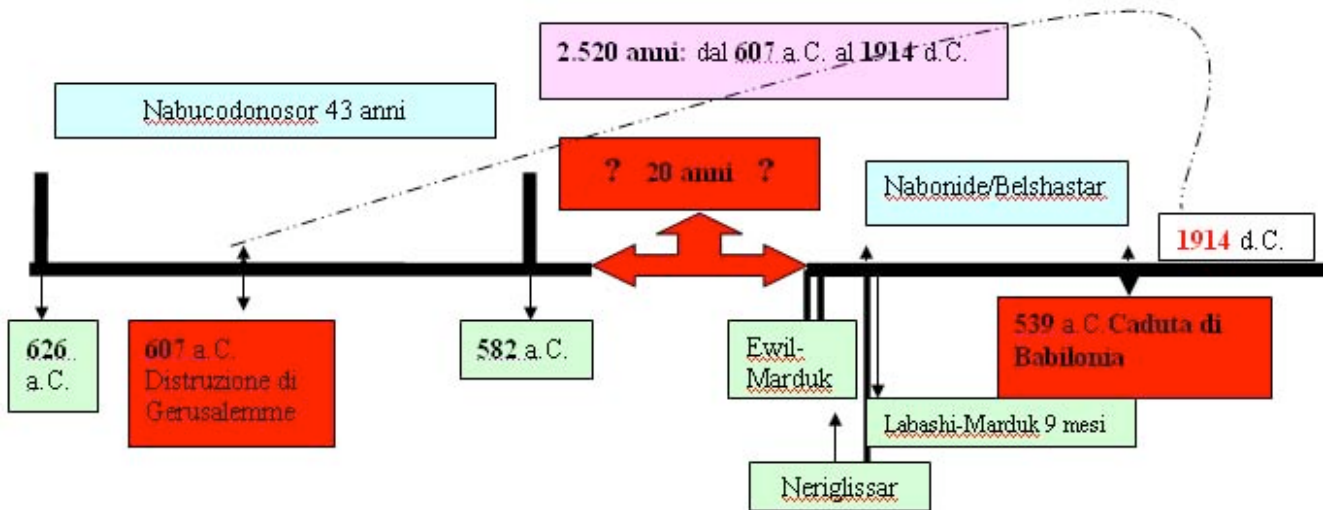 2.520 anni: dal 607 a.C. al 1914 d.C.
Nabucodonosor 43 anni
? 20 anni ?
Nabonide/Belshastar
1914 d.C.
626 a.C.
607 a.C.
Distruzione di
Gerusalemme
582 a.C.
Ewil-
Marduk
539 a.C. Caduta di
Babilonia
Labashi-Marduk 9 mesi
Neriglissar